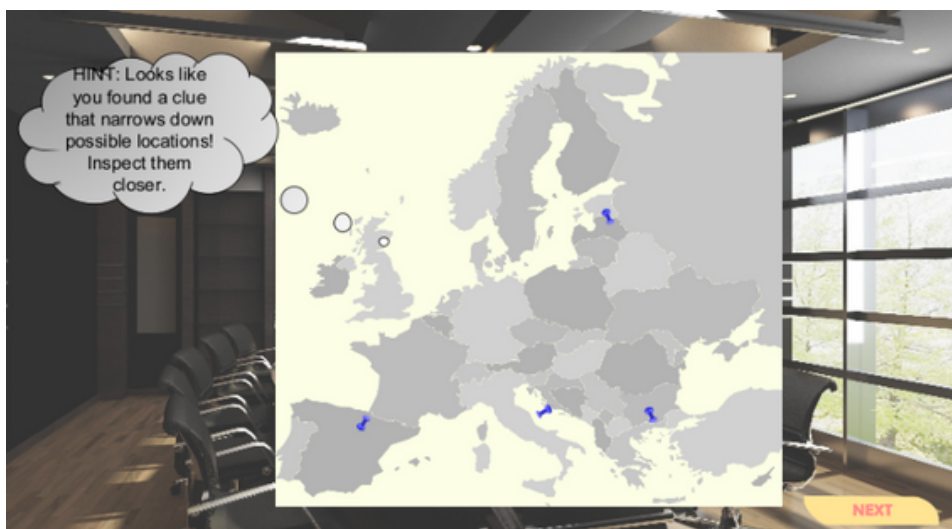 HINT: Looks like
you found a clue
that narrows down
possible locations!
Inspect them
closer.
NEXT